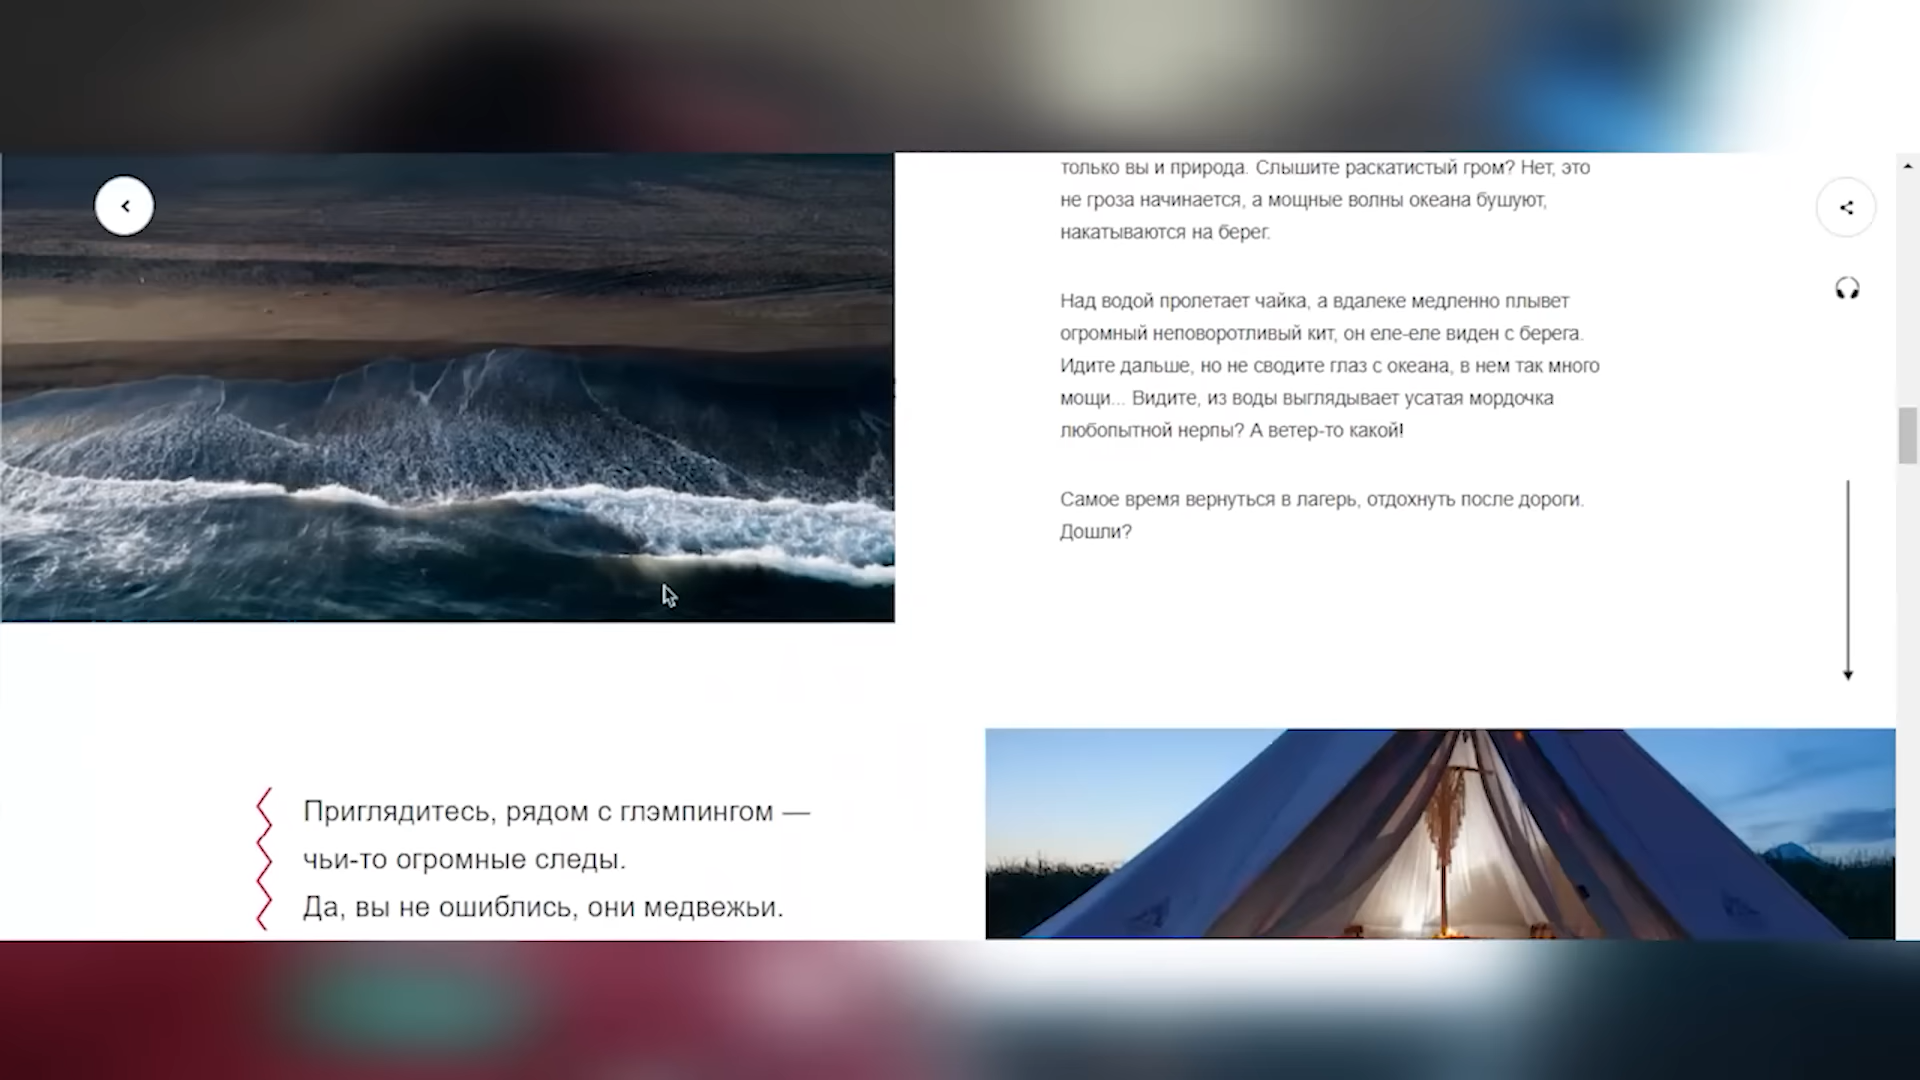 только вы и природа. Слышите раскатистый гром? Нет, это
не гроза начинается, а мощные волны океана бушуют,
накатываются на берег.
Над водой пролетает чайка, а вдалеке медленно плывет
огромный неповоротливый кит, он еле-еле виден с берега.
Идите дальше, но не сводите глаз с океана, в нем так много
мощи... Видите, из воды выглядывает усатая мордочка
любопытной нерпы? А ветер-то какой!
Самое время вернуться в лагерь, отдохнуть после дороги.
Дошли?
Приглядитесь, рядом с глэмпингом —
чьи-то огромные следы.
Да, вы не ошиблись, они медвежьи.